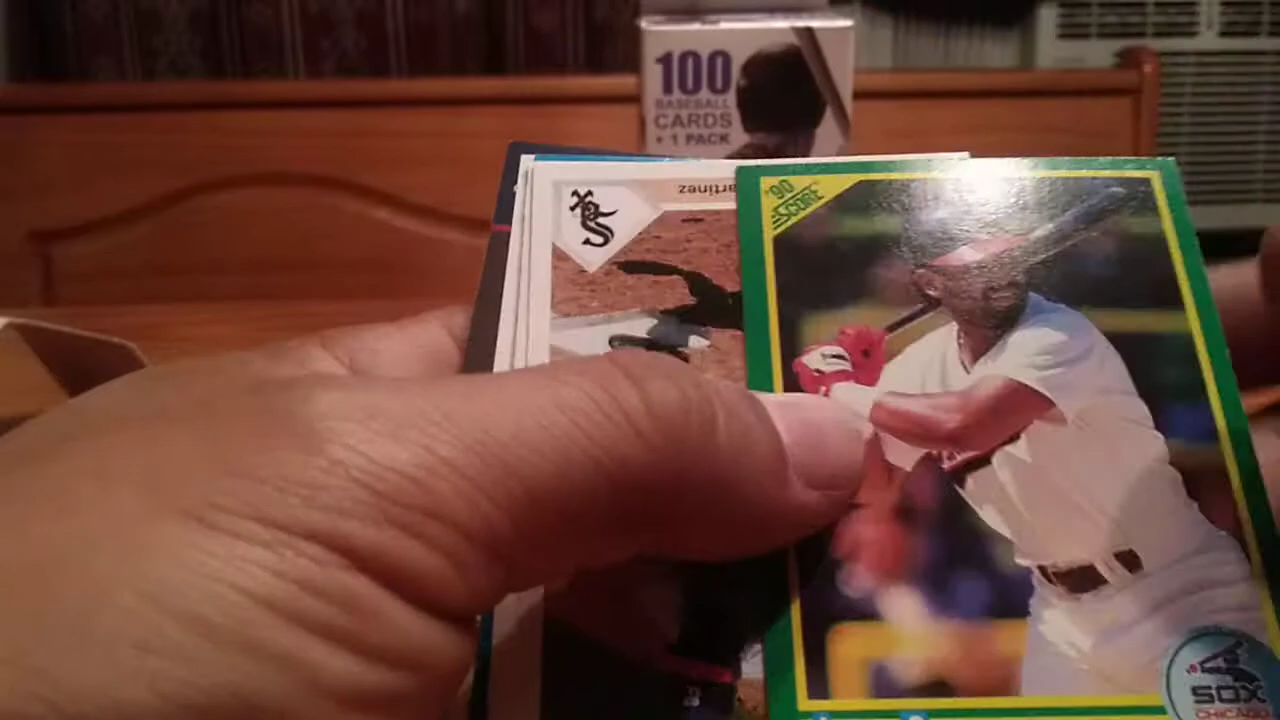 100
BASEBALL
CARDS
+ 1 PACK
artinez
'90
SCORE
SOX
CHICAGO